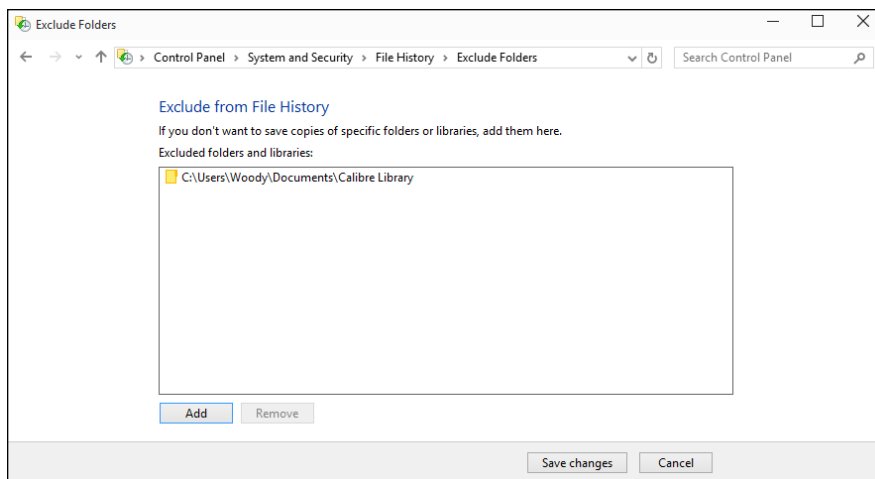 Exclude Folders
Control Panel > System and Security > File History > Exclude Folders
Search Control Panel
Exclude from File History
If you don't want to save copies of specific folders or libraries, add them here.
Excluded folders and libraries:
C:\Users\Woody\Documents\Calibre Library
Add Remove
Save changes Cancel